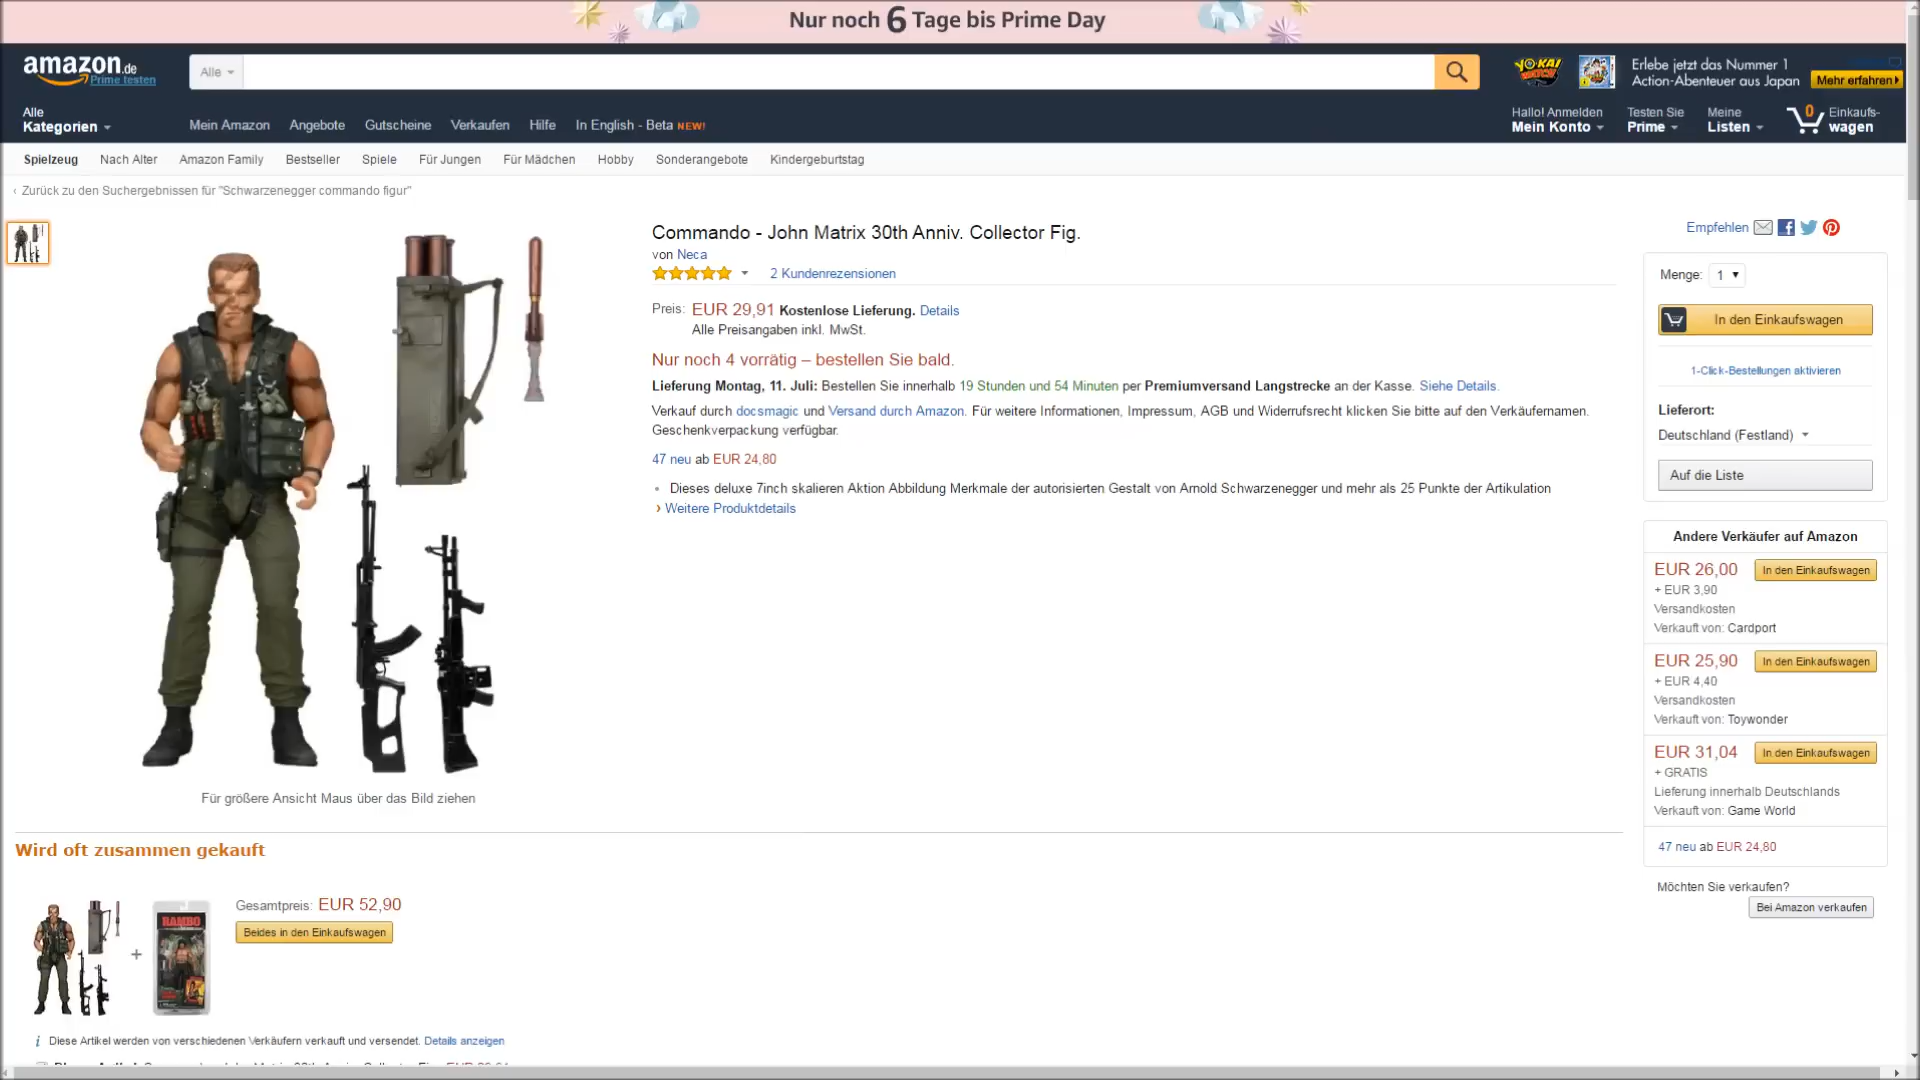 Nur noch 6 Tage bis Prime Day
amazon.de
Prime testen
Alle
YO-KAI WATCH
Erlebe jetzt das Nummer 1
Action-Abenteuer aus Japan
Mehr erfahren
Alle
Kategorien
Mein Amazon
Angebote
Gutscheine
Verkaufen
Hilfe
In English - Beta NEW!
Hallo! Anmelden
Mein Konto
Testen Sie
Prime
Meine
Listen
0
Einkaufs-
wagen
Spielzeug
Nach Alter
Amazon Family
Bestseller
Spiele
Für Jungen
Für Mädchen
Hobby
Sonderangebote
Kindergeburtstag
‹ Zurück zu den Suchergebnissen für "Schwarzenegger commando figur"
Commando - John Matrix 30th Anniv. Collector Fig.
von Neca
2 Kundenrezensionen
Preis: EUR 29,91 Kostenlose Lieferung. Details
Alle Preisangaben inkl. MwSt.
Nur noch 4 vorrätig – bestellen Sie bald.
Lieferung Montag, 11. Juli: Bestellen Sie innerhalb 19 Stunden und 54 Minuten per Premiumversand Langstrecke an der Kasse. Siehe Details.
Verkauf durch docsmagic und Versand durch Amazon. Für weitere Informationen, Impressum, AGB und Widerrufsrecht klicken Sie bitte auf den Verkäufernamen.
Geschenkverpackung verfügbar.
47 neu ab EUR 24,80
• Dieses deluxe 7inch skalieren Aktion Abbildung Merkmale der autorisierten Gestalt von Arnold Schwarzenegger und mehr als 25 Punkte der Artikulation
› Weitere Produktdetails
Für größere Ansicht Maus über das Bild ziehen
Empfehlen
Menge: 1
In den Einkaufswagen
1-Click-Bestellungen aktivieren
Lieferort:
Deutschland (Festland)
Auf die Liste
Andere Verkäufer auf Amazon
EUR 26,00 In den Einkaufswagen
+ EUR 3,90
Versandkosten
Verkauft von: Cardport
EUR 25,90 In den Einkaufswagen
+ EUR 4,40
Versandkosten
Verkauft von: Toywonder
EUR 31,04 In den Einkaufswagen
+ GRATIS
Lieferung innerhalb Deutschlands
Verkauft von: Game World
47 neu ab EUR 24,80
Möchten Sie verkaufen?
Bei Amazon verkaufen
Wird oft zusammen gekauft
+
RAMBO
Gesamtpreis: EUR 52,90
Beides in den Einkaufswagen
i Diese Artikel werden von verschiedenen Verkäufern verkauft und versendet. Details anzeigen